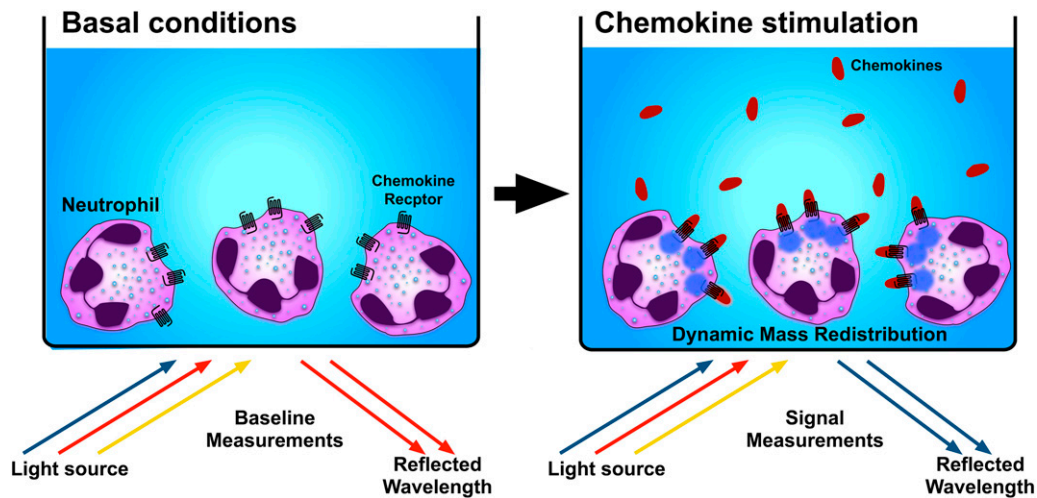 Basal conditions
Neutrophil
Chemokine
Recptor
Baseline
Measurements
Light source
Reflected
Wavelength
Chemokine stimulation
Chemokines
Dynamic Mass Redistribution
Signal
Measurements
Light source
Reflected
Wavelength